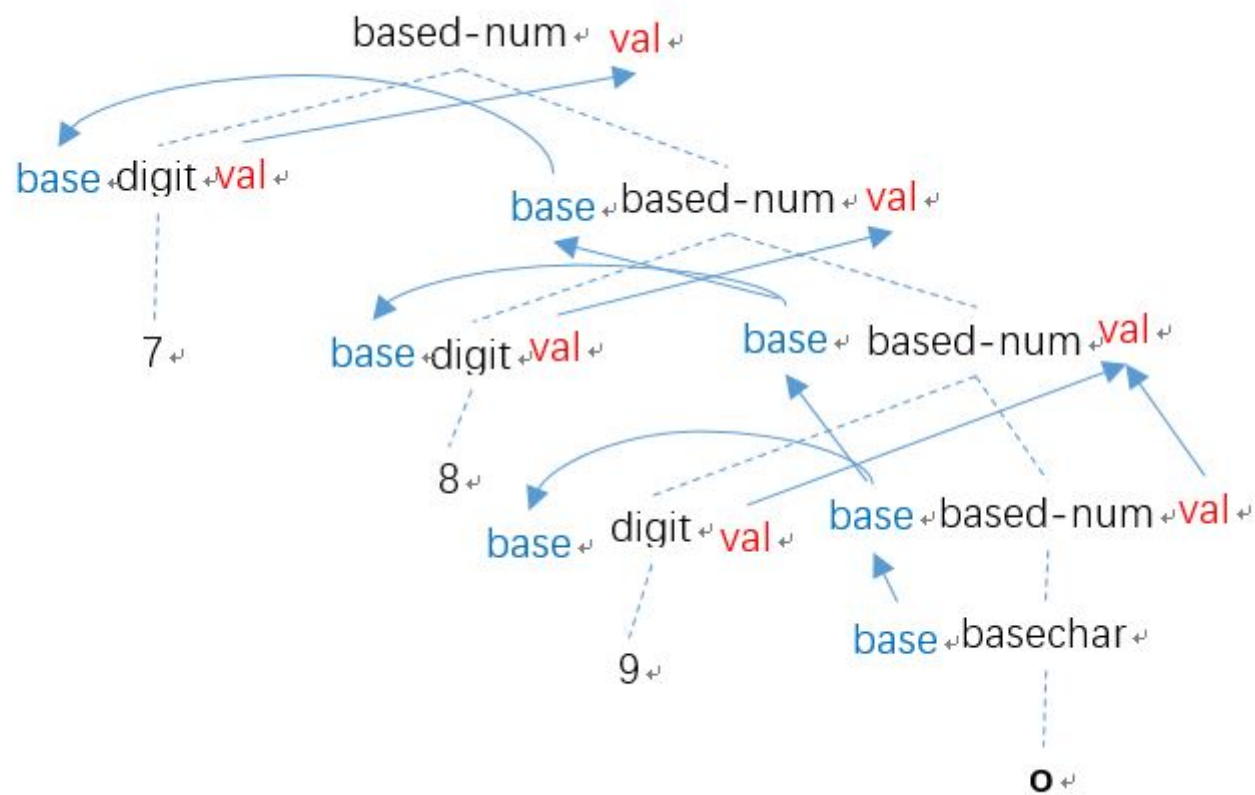 based-num↵ val↵
base↵digit↵val↵
base↵based-num↵val↵
7↵
base↵digit↵val↵
base↵ based-num↵val↵
8↵
base↵ digit↵val↵
base↵based-num↵val↵
9↵
base↵basechar↵
o↵